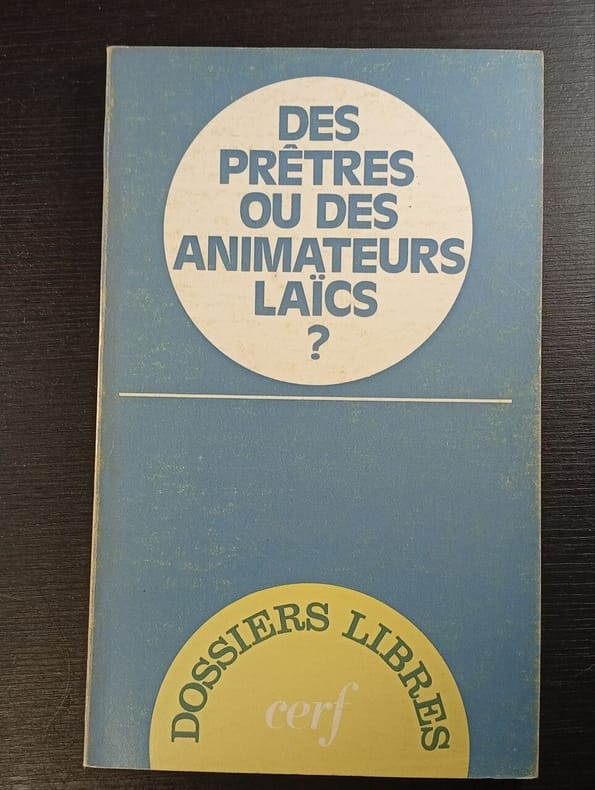 DES
PRÊTRES
OU DES
ANIMATEURS
LAÏCS
?
DOSSIERS LIBRES
cerf